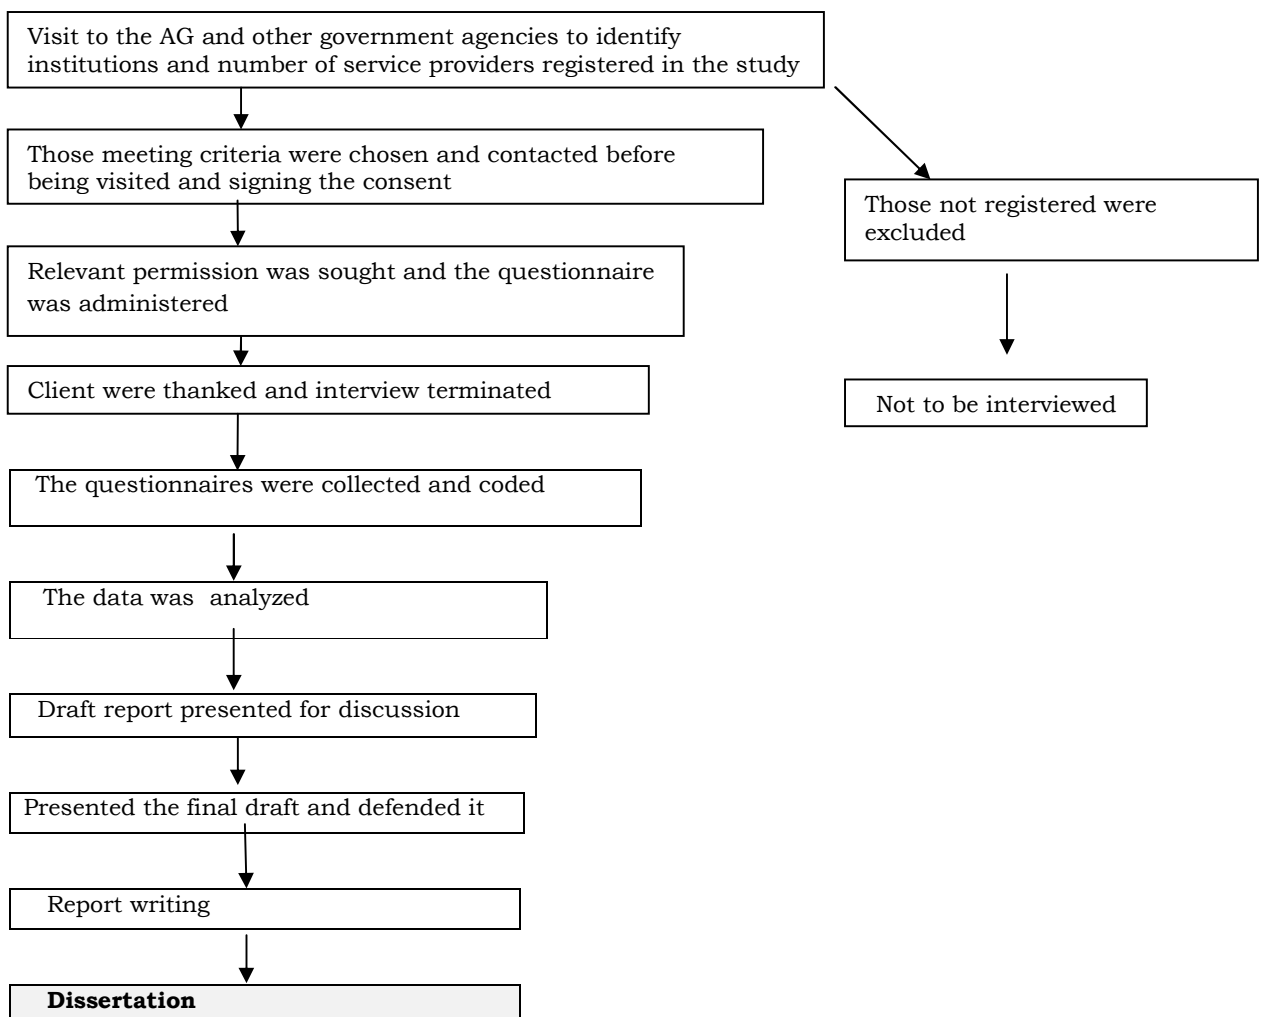 Visit to the AG and other government agencies to identify
institutions and number of service providers registered in the study
Those meeting criteria were chosen and contacted before
being visited and signing the consent
Those not registered were
excluded
Relevant permission was sought and the questionnaire
was administered
Client were thanked and interview terminated
Not to be interviewed
The questionnaires were collected and coded
The data was analyzed
Draft report presented for discussion
Presented the final draft and defended it
Report writing
Dissertation